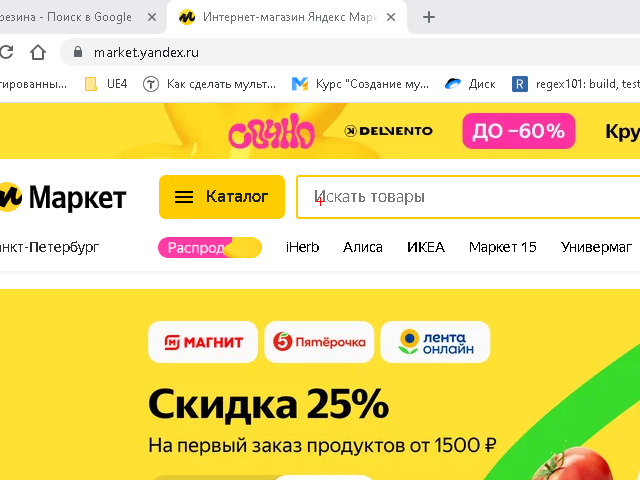 резина - Поиск в Google
Интернет-магазин Яндекс Марк
market.yandex.ru
тированны...
UE4
Как сделать мульт...
Курс "Создание му...
Диск
regex101: build, test
СОЧНО
DELVENTO
ДО –60%
Кру
Маркет
Каталог
Искать товары
анкт-Петербург
Распрод
iHerb
Алиса
ИКЕА
Маркет 15
Универмаг
МАГНИТ
Пятёрочка
лента
онлайн
Скидка 25%
На первый заказ продуктов от 1500 ₽